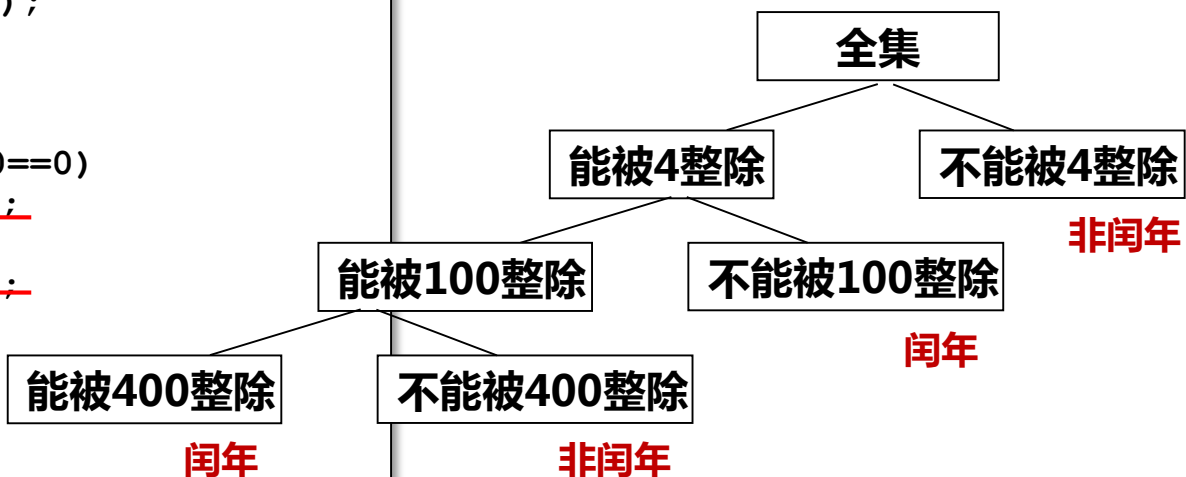 );
全集
能被4整除
不能被4整除
==0)
;
非闰年
能被100整除
不能被100整除
;
闰年
能被400整除
不能被400整除
闰年
非闰年